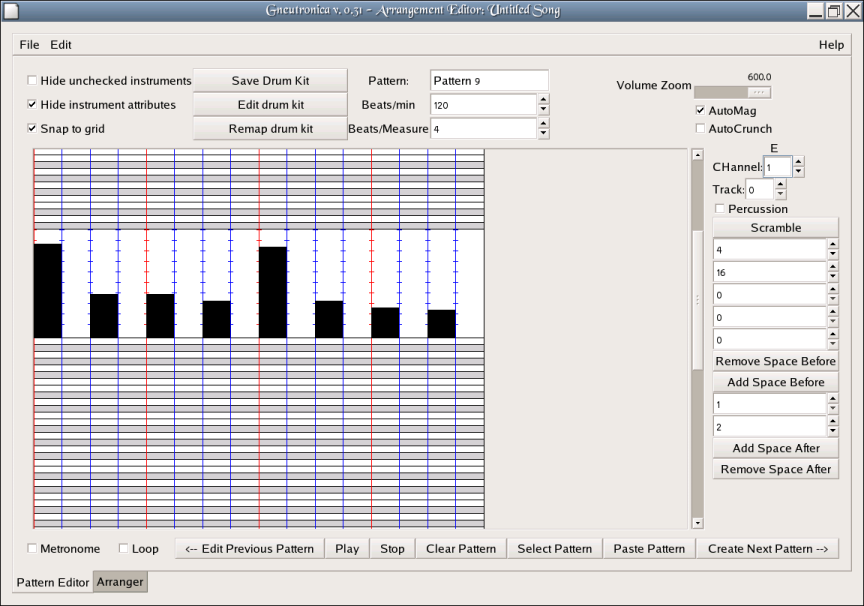 Gneutronica v. 0.31 - Arrangement Editor: Untitled Song
File Edit Help
Hide unchecked instruments Save Drum Kit Pattern: Pattern 9
Hide instrument attributes Edit drum kit Beats/min 120
Snap to grid Remap drum kit Beats/Measure 4
Volume Zoom 600.0
AutoMag
AutoCrunch
E
CHannel: 1
Track: 0
Percussion
Scramble
4
16
0
0
0
Remove Space Before
Add Space Before
1
2
Add Space After
Remove Space After
Metronome Loop <-- Edit Previous Pattern Play Stop Clear Pattern Select Pattern Paste Pattern Create Next Pattern -->
Pattern Editor Arranger